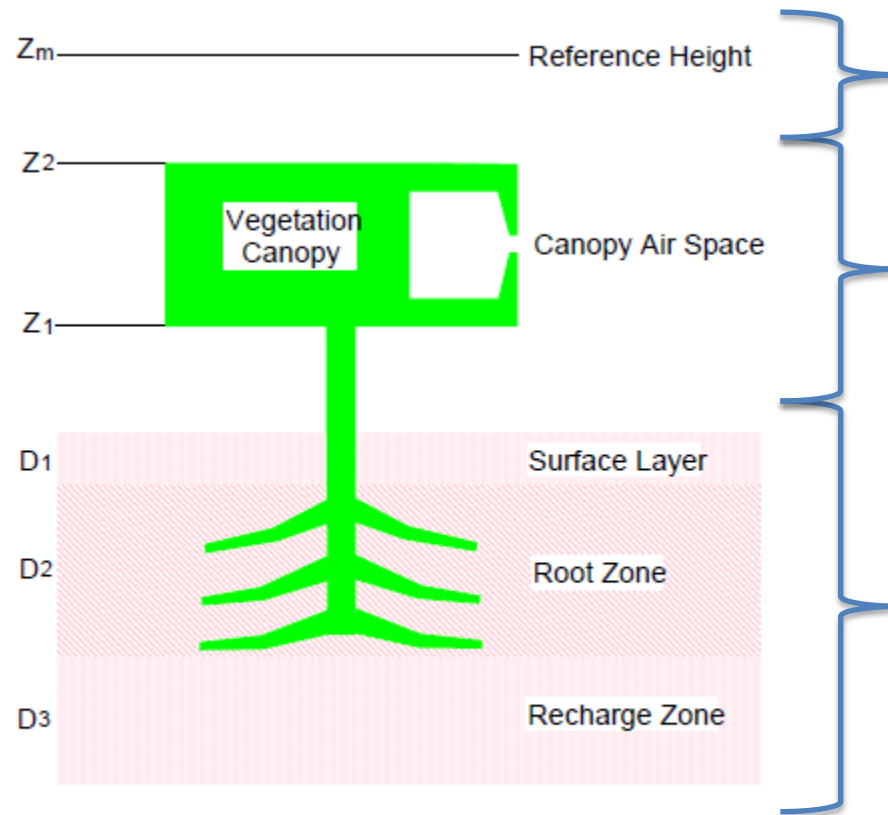 Zm
Reference Height
Z2
Vegetation
Canopy
Canopy Air Space
Z1
D1
Surface Layer
D2
Root Zone
D3
Recharge Zone